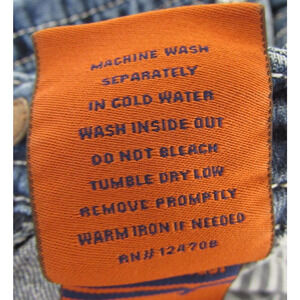 MACHINE WASH
SEPARATELY
IN COLD WATER
WASH INSIDE OUT
DO NOT BLEACH
TUMBLE DRY LOW
REMOVE PROMPTLY
WARM IRON IF NEEDED
RN# 124708